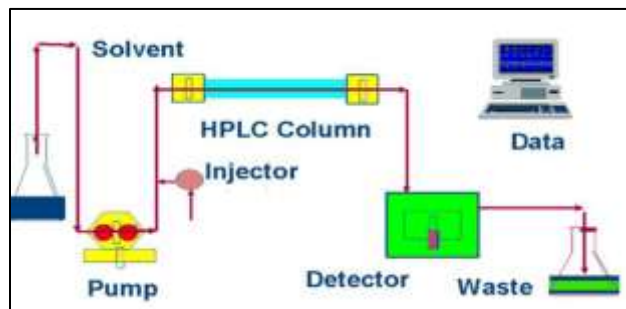 Solvent
HPLC Column
Data
Injector
Pump
Detector
Waste